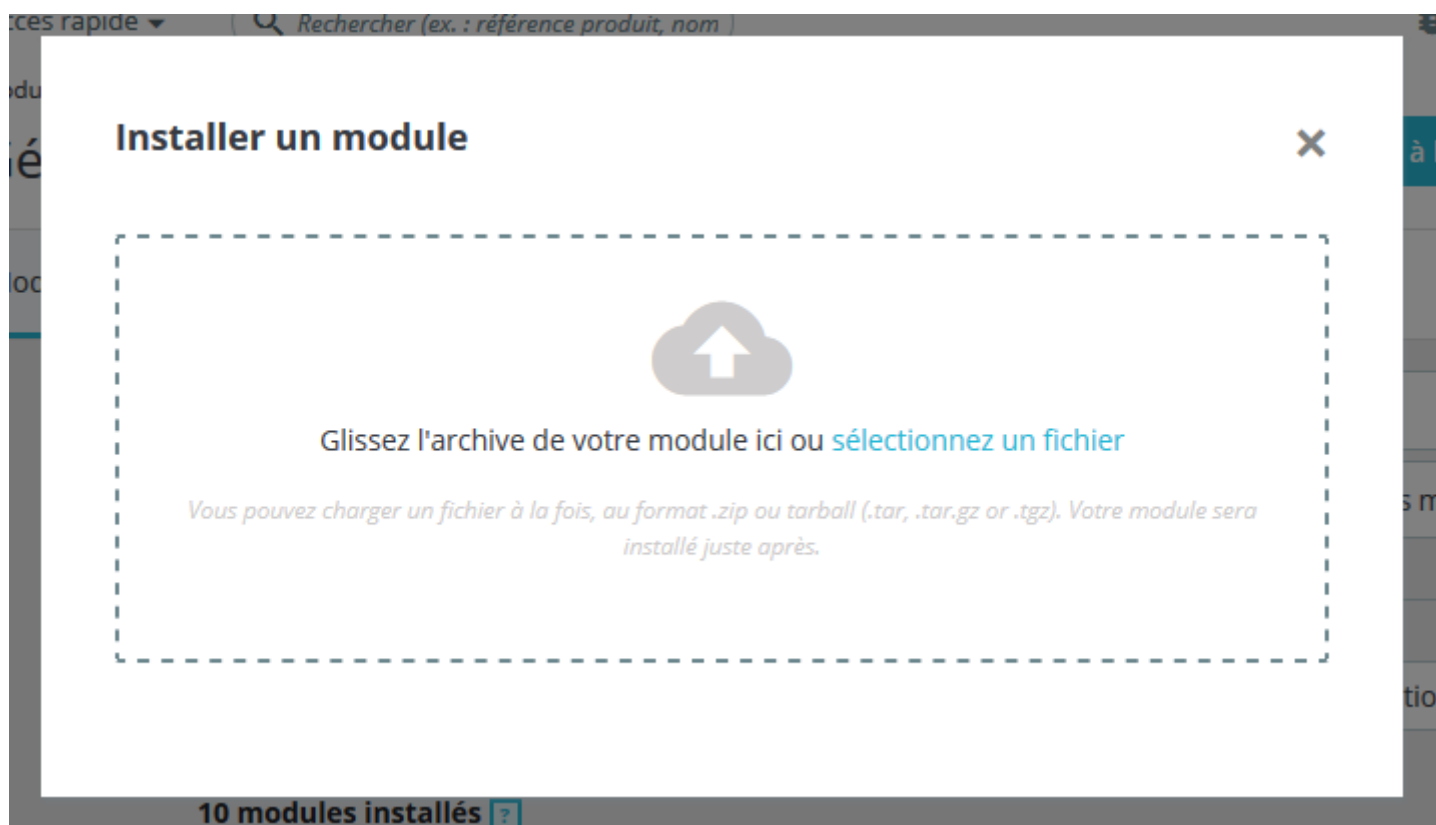 rapide
Rechercher (ex. : référence produit, nom
Installer un module
à
Glissez l'archive de votre module ici ou sélectionnez un fichier
Vous pouvez charger un fichier à la fois, au format .zip ou tarball (.tar, .tar.gz or .tgz). Votre module sera
installé juste après.
10 modules installés ?